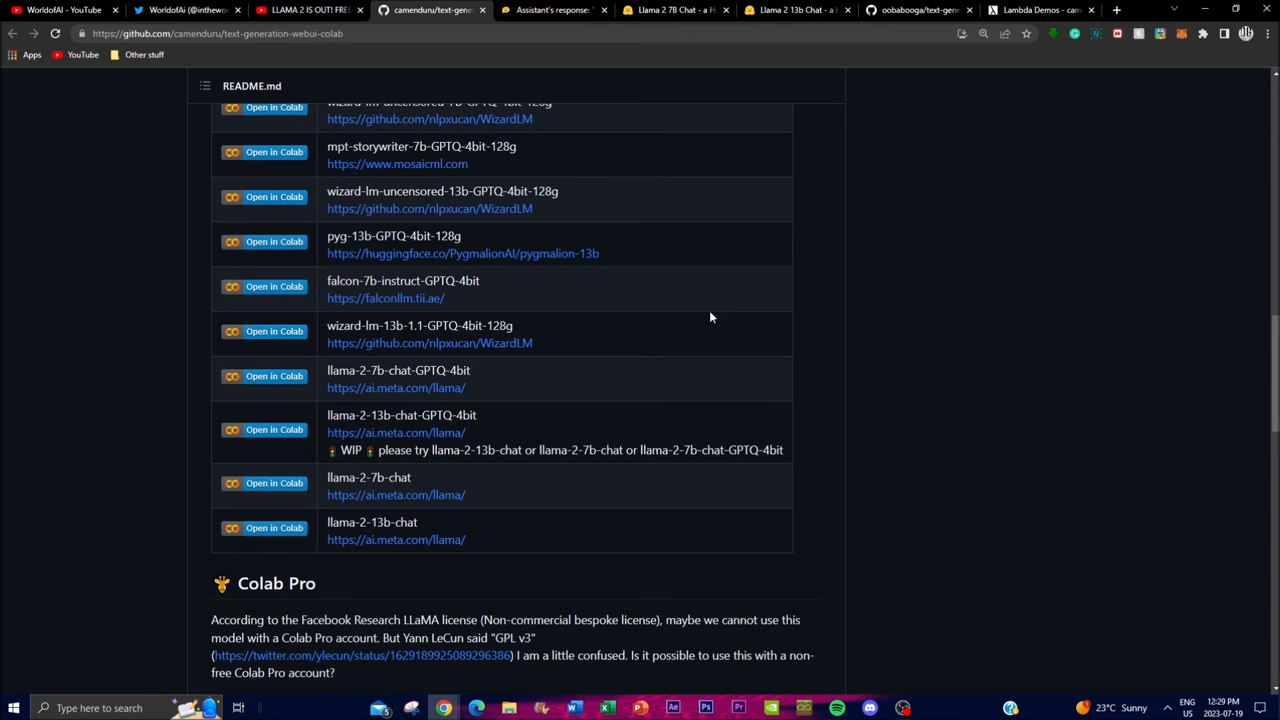 WorldofAI - YouTube
WorldofAi (@inthewor
LLAMA 2 IS OUT! FREE
camenduru/text-gene
Assistant's response: "
Llama 2 7B Chat - a H
Llama 2 13b Chat - a H
oobabooga/text-gene
Lambda Demos - cam
https://github.com/camenduru/text-generation-webui-colab
Apps
YouTube
Other stuff
README.md
Open in Colab
wizard-lm-uncensored-7b-GPTQ-4bit-128g
https://github.com/nlpxucan/WizardLM
Open in Colab
mpt-storywriter-7b-GPTQ-4bit-128g
https://www.mosaicml.com
Open in Colab
wizard-lm-uncensored-13b-GPTQ-4bit-128g
https://github.com/nlpxucan/WizardLM
Open in Colab
pyg-13b-GPTQ-4bit-128g
https://huggingface.co/PygmalionAI/pygmalion-13b
Open in Colab
falcon-7b-instruct-GPTQ-4bit
https://falconllm.tii.ae/
Open in Colab
wizard-lm-13b-1.1-GPTQ-4bit-128g
https://github.com/nlpxucan/WizardLM
Open in Colab
llama-2-7b-chat-GPTQ-4bit
https://ai.meta.com/llama/
Open in Colab
llama-2-13b-chat-GPTQ-4bit
https://ai.meta.com/llama/
🚦 WIP 🚦 please try llama-2-13b-chat or llama-2-7b-chat or llama-2-7b-chat-GPTQ-4bit
Open in Colab
llama-2-7b-chat
https://ai.meta.com/llama/
Open in Colab
llama-2-13b-chat
https://ai.meta.com/llama/
🦒 Colab Pro
According to the Facebook Research LLaMA license (Non-commercial bespoke license), maybe we cannot use this
model with a Colab Pro account. But Yann LeCun said "GPL v3"
(https://twitter.com/ylecun/status/1629189925089296386) I am a little confused. Is it possible to use this with a non-
free Colab Pro account?
Type here to search
23°C Sunny
ENG
12:29 PM
2023-07-19